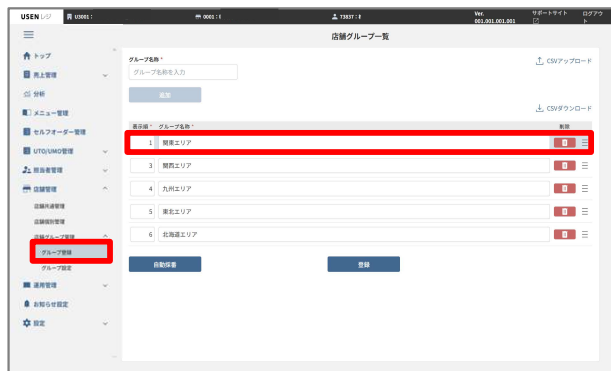 USEN レジ
U3001 :
0001 : (
73837 : ‡
Ver.
001.001.001.001
サポートサイト
ログアウト
店舗グループ一覧
トップ
売上管理
分析
メニュー管理
セルフオーダー管理
UTO/UMO管理
担当者管理
店舗管理
店舗共通管理
店舗個別管理
店舗グループ管理
グループ登録
グループ設定
運用管理
お知らせ設定
設定
グループ名称 *
グループ名称を入力
追加
CSVアップロード
CSVダウンロード
表示順 * グループ名称 * 削除
1 関東エリア
3 関西エリア
4 九州エリア
5 東北エリア
6 北海道エリア
自動採番
登録